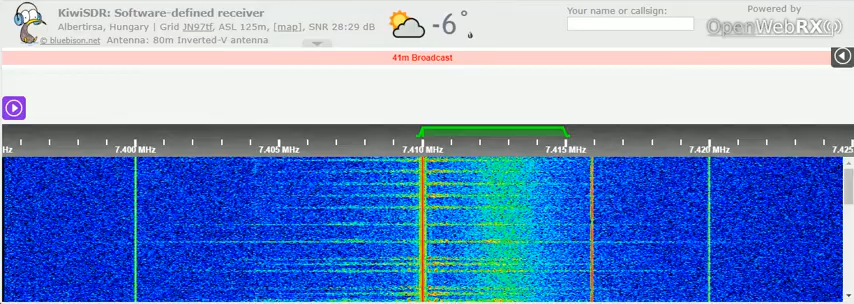 KiwiSDR: Software-defined receiver
Albertirsa, Hungary | Grid JN97tf, ASL 125m, [map], SNR 28:29 dB
© bluebison.net Antenna: 80m Inverted-V antenna
-6°
Your name or callsign:
Powered by
OpenWebRX
41m Broadcast
Hz 7.400 MHz 7.405 MHz 7.410 MHz 7.415 MHz 7.420 MHz 7.425